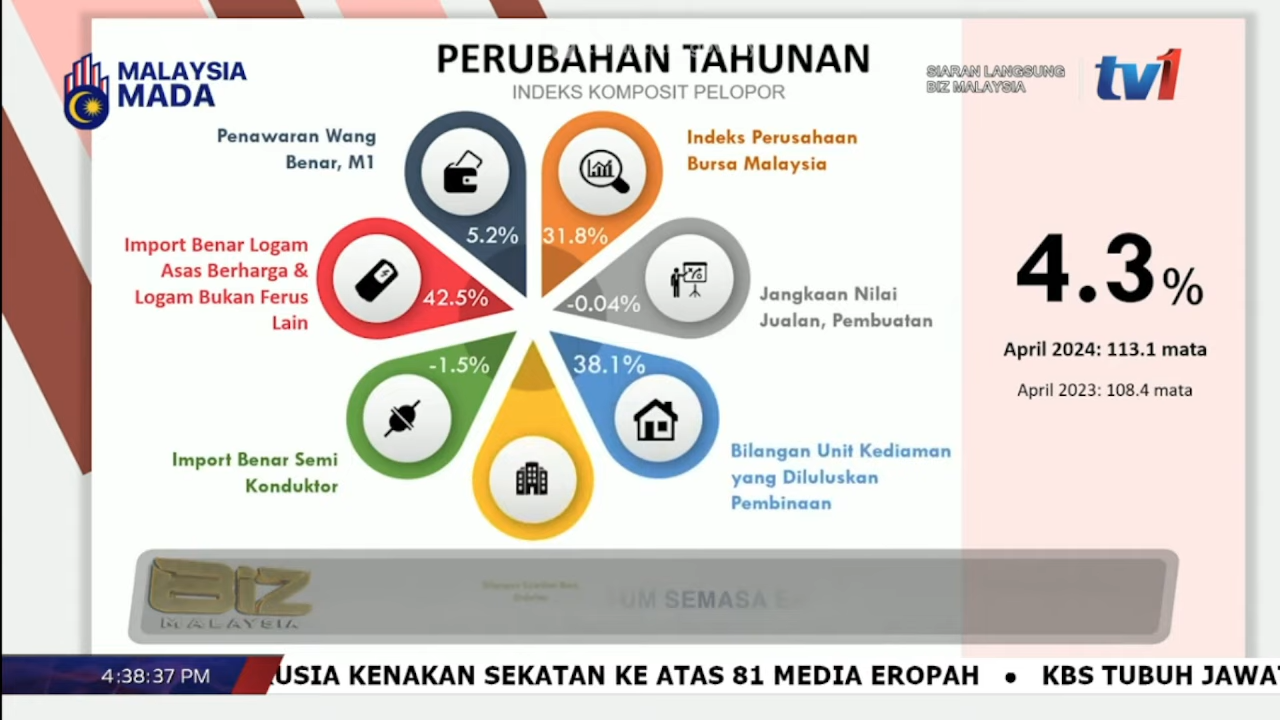 PERUBAHAN TAHUNAN
INDEKS KOMPOSIT PELOPOR
MALAYSIA
MADA
SIARAN LANGSUNG
BIZ MALAYSIA
tv1
Penawaran Wang
Benar, M1
5.2%
Indeks Perusahaan
Bursa Malaysia
31.8%
Import Benar Logam
Asas Berharga &
Logam Bukan Ferus
Lain
42.5%
-0.04%
Jangkaan Nilai
Jualan, Pembuatan
-1.5%
Import Benar Semi
Konduktor
38.1%
Bilangan Unit Kediaman
yang Diluluskan
Pembinaan
4.3%
April 2024: 113.1 mata
April 2023: 108.4 mata
Biz
MALAYSIA
UM SEMASA
4:38:37 PM
USIA KENAKAN SEKATAN KE ATAS 81 MEDIA EROPAH • KBS TUBUH JAWAT